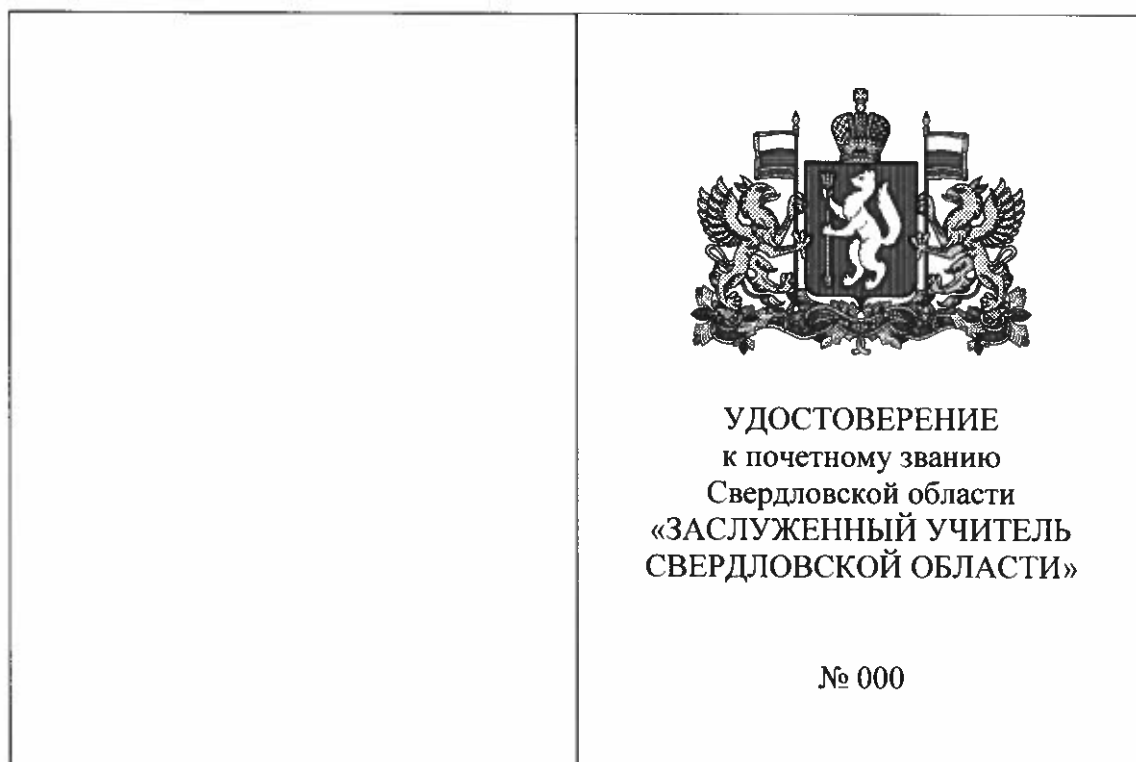 УДОСТОВЕРЕНИЕ
к почетному званию
Свердловской области
«ЗАСЛУЖЕННЫЙ УЧИТЕЛЬ
СВЕРДЛОВСКОЙ ОБЛАСТИ»
№ 000